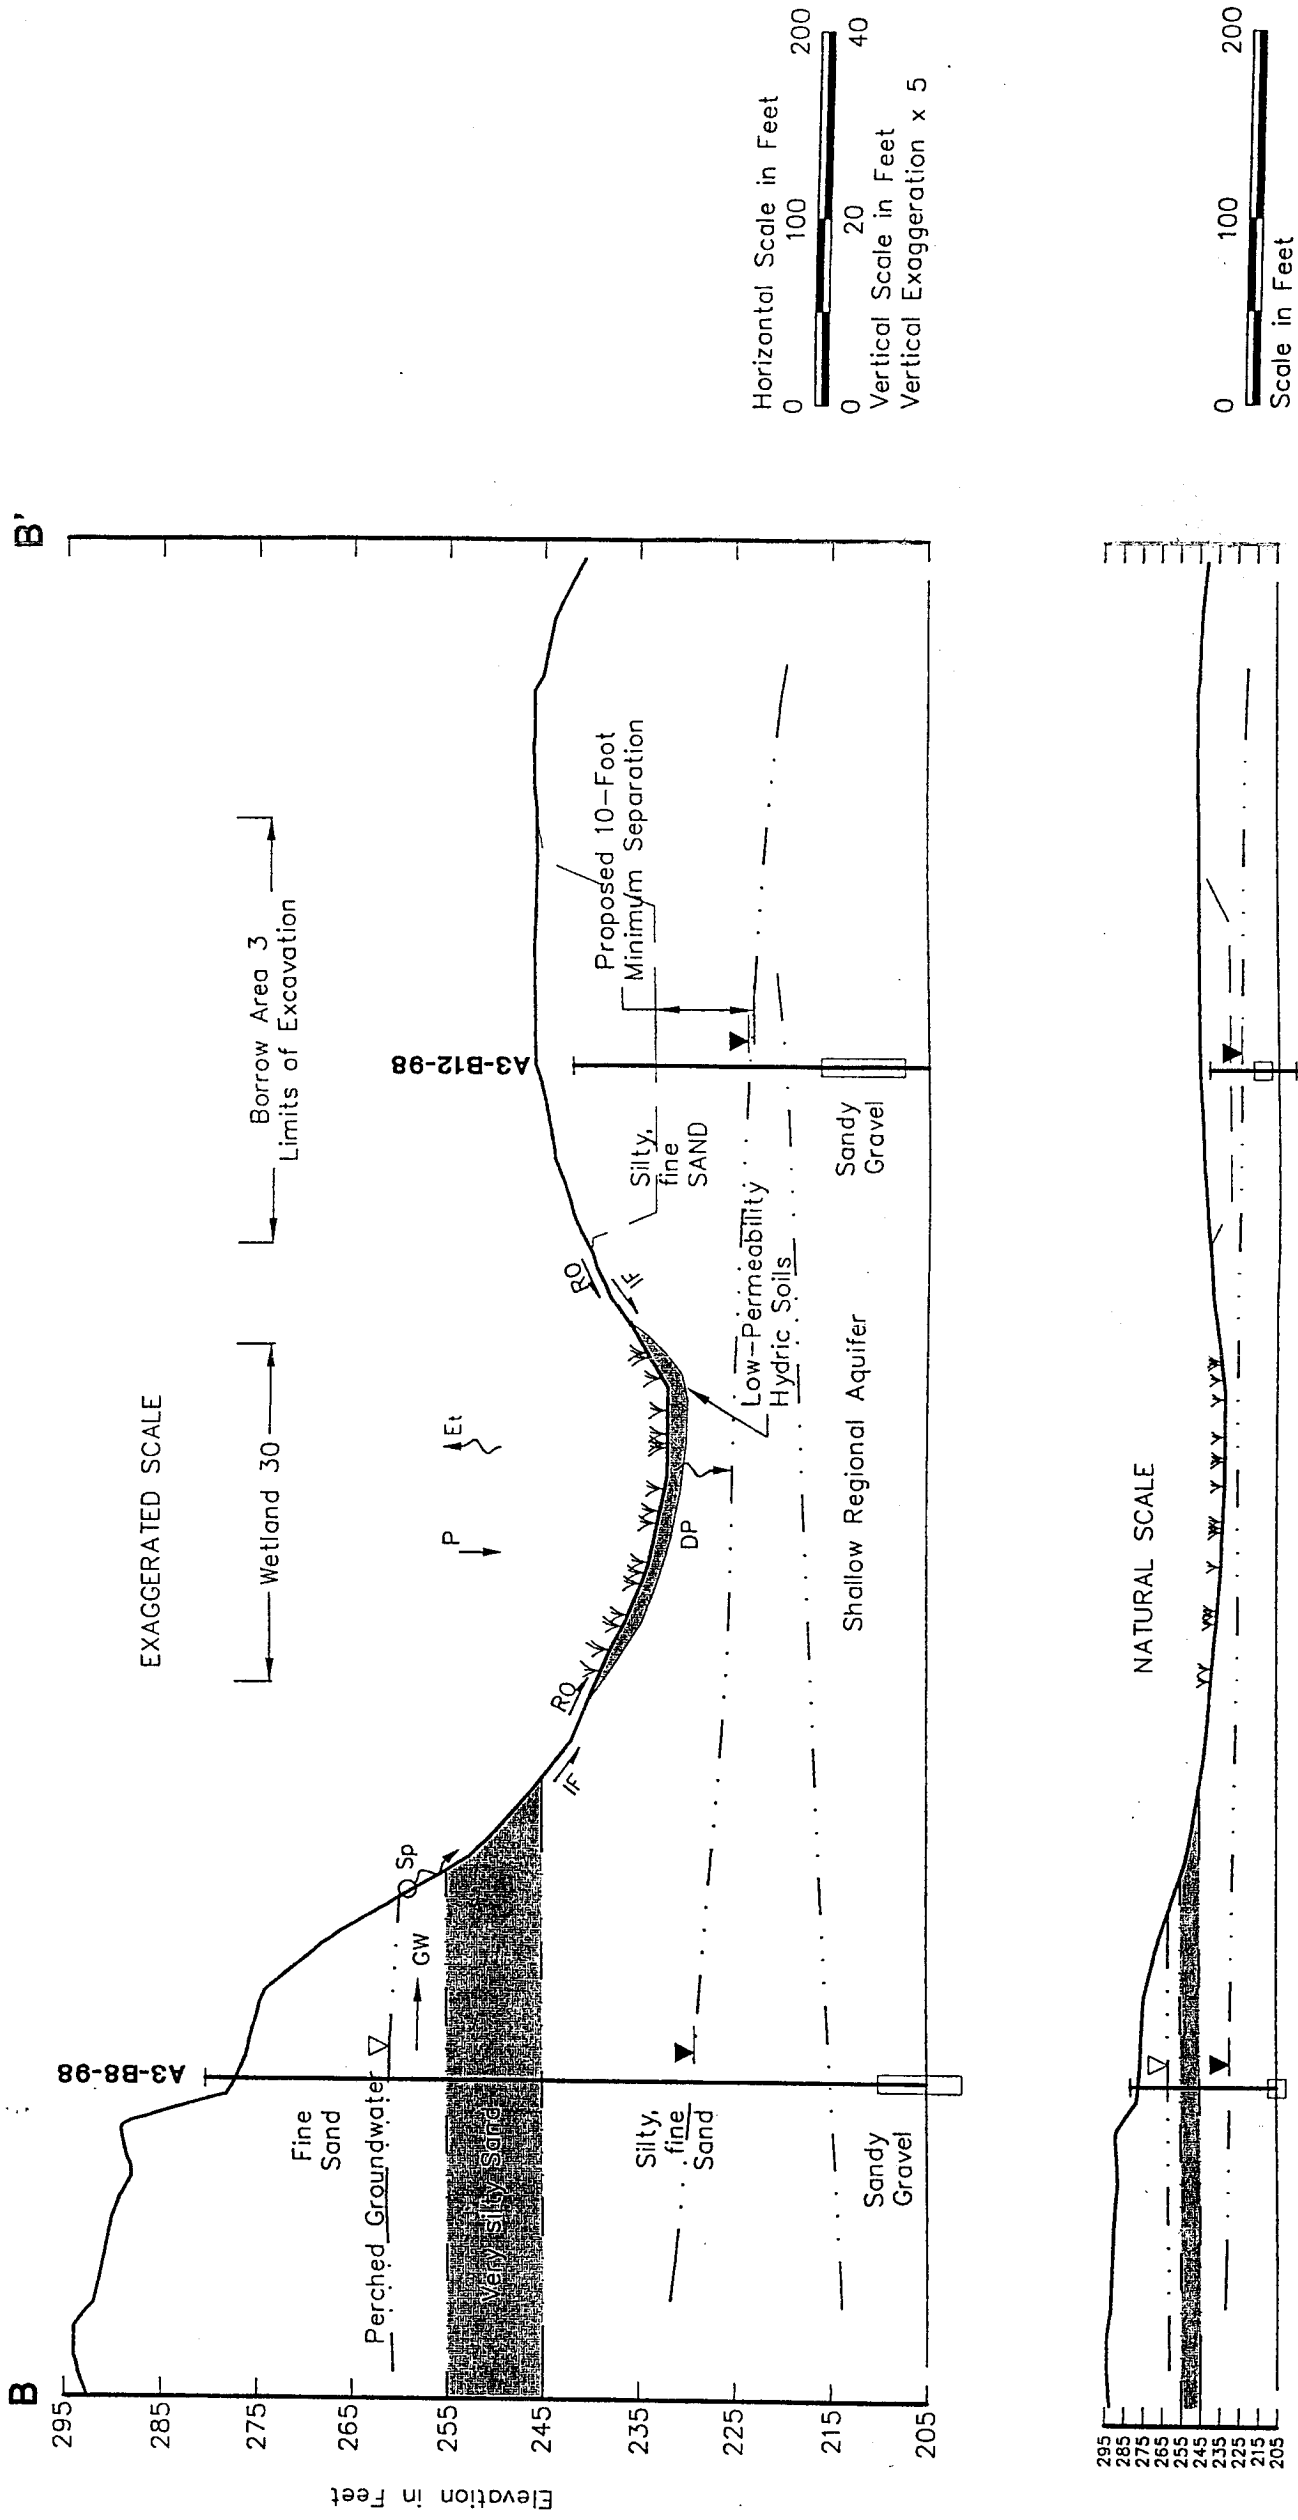 B
B'
EXAGGERATED SCALE
Wetland 30
Borrow Area 3
Limits of Excavation
A3-B8-98
A3-B12-98
Elevation in Feet
295
285
275
265
255
245
235
225
215
205
Fine
Sand
Perched Groundwater
GW
Sp
Very silty Sand
IF
RO
P
Et
DP
RO
IF
Silty,
fine
Sand
Silty,
fine
SAND
Proposed 10-Foot
Minimum Separation
Low-Permeability
Hydric Soils
Shallow Regional Aquifer
Sandy
Gravel
Sandy
Gravel
Horizontal Scale in Feet
0 100 200
0 20 40
Vertical Scale in Feet
Vertical Exaggeration x 5
NATURAL SCALE
295
285
275
265
255
245
235
225
215
205
0 100 200
Scale in Feet